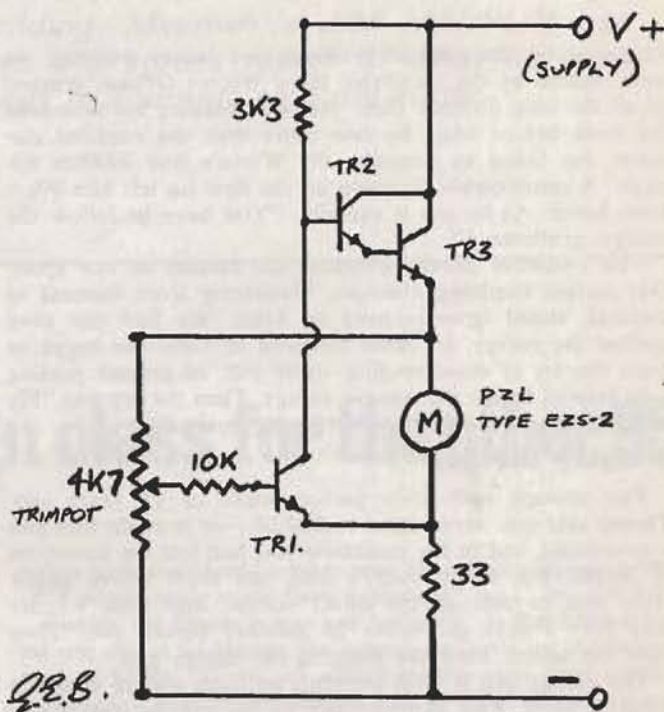 V+
(SUPPLY)
3K3
TR2
TR3
PZL
TYPE EZS-2
M
4K7
TRIMPOT
10K
TR1.
33
G.E.B.
−